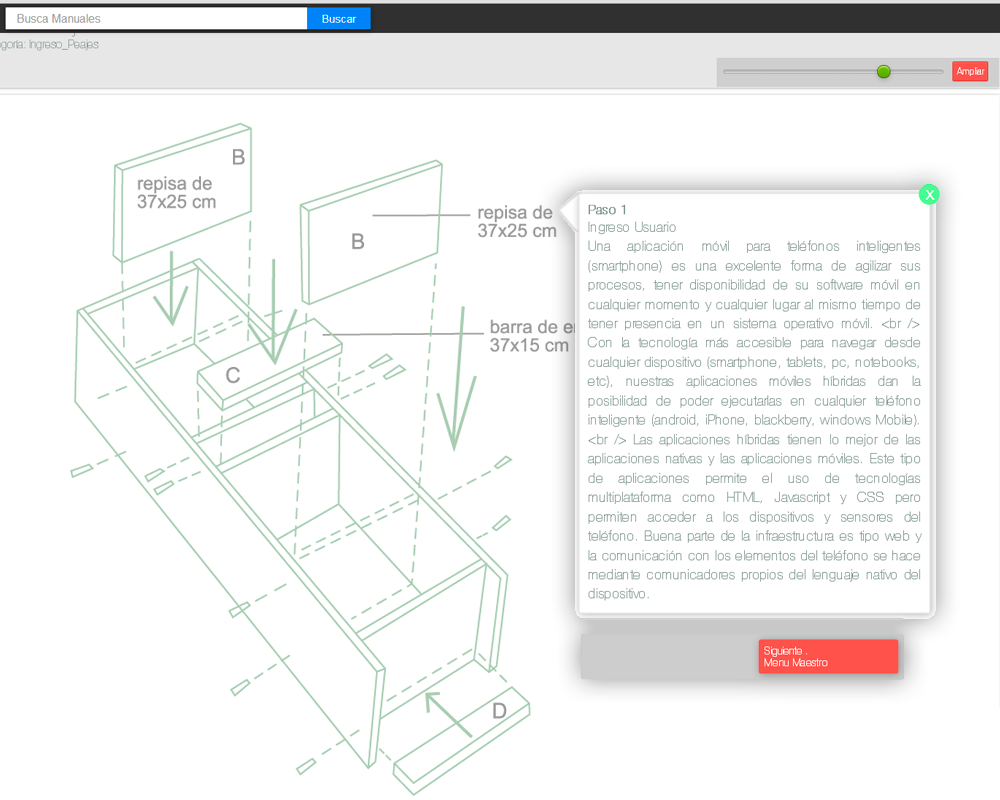 Busca Manuales
Buscar
goria: Ingreso_Peajes
Ampliar
B
repisa de
37x25 cm
B
repisa de
37x25 cm
barra de
37x15 cm
C
D
X
Paso 1
Ingreso Usuario
Una aplicación móvil para teléfonos inteligentes
(smartphone) es una excelente forma de agilizar sus
procesos, tener disponibilidad de su software móvil en
cualquier momento y cualquier lugar al mismo tiempo de
tener presencia en un sistema operativo móvil. <br />
Con la tecnología más accesible para navegar desde
cualquier dispositivo (smartphone, tablets, pc, notebooks,
etc), nuestras aplicaciones móviles híbridas dan la
posibilidad de poder ejecutarlas en cualquier teléfono
inteligente (android, iPhone, blackberry, windows Mobile).
<br /> Las aplicaciones híbridas tienen lo mejor de las
aplicaciones nativas y las aplicaciones móviles. Este tipo
de aplicaciones permite el uso de tecnologías
multiplataforma como HTML, Javascript y CSS pero
permiten acceder a los dispositivos y sensores del
teléfono. Buena parte de la infraestructura es tipo web y
la comunicación con los elementos del teléfono se hace
mediante comunicadores propios del lenguaje nativo del
dispositivo.
Siguiente .
Menu Maestro